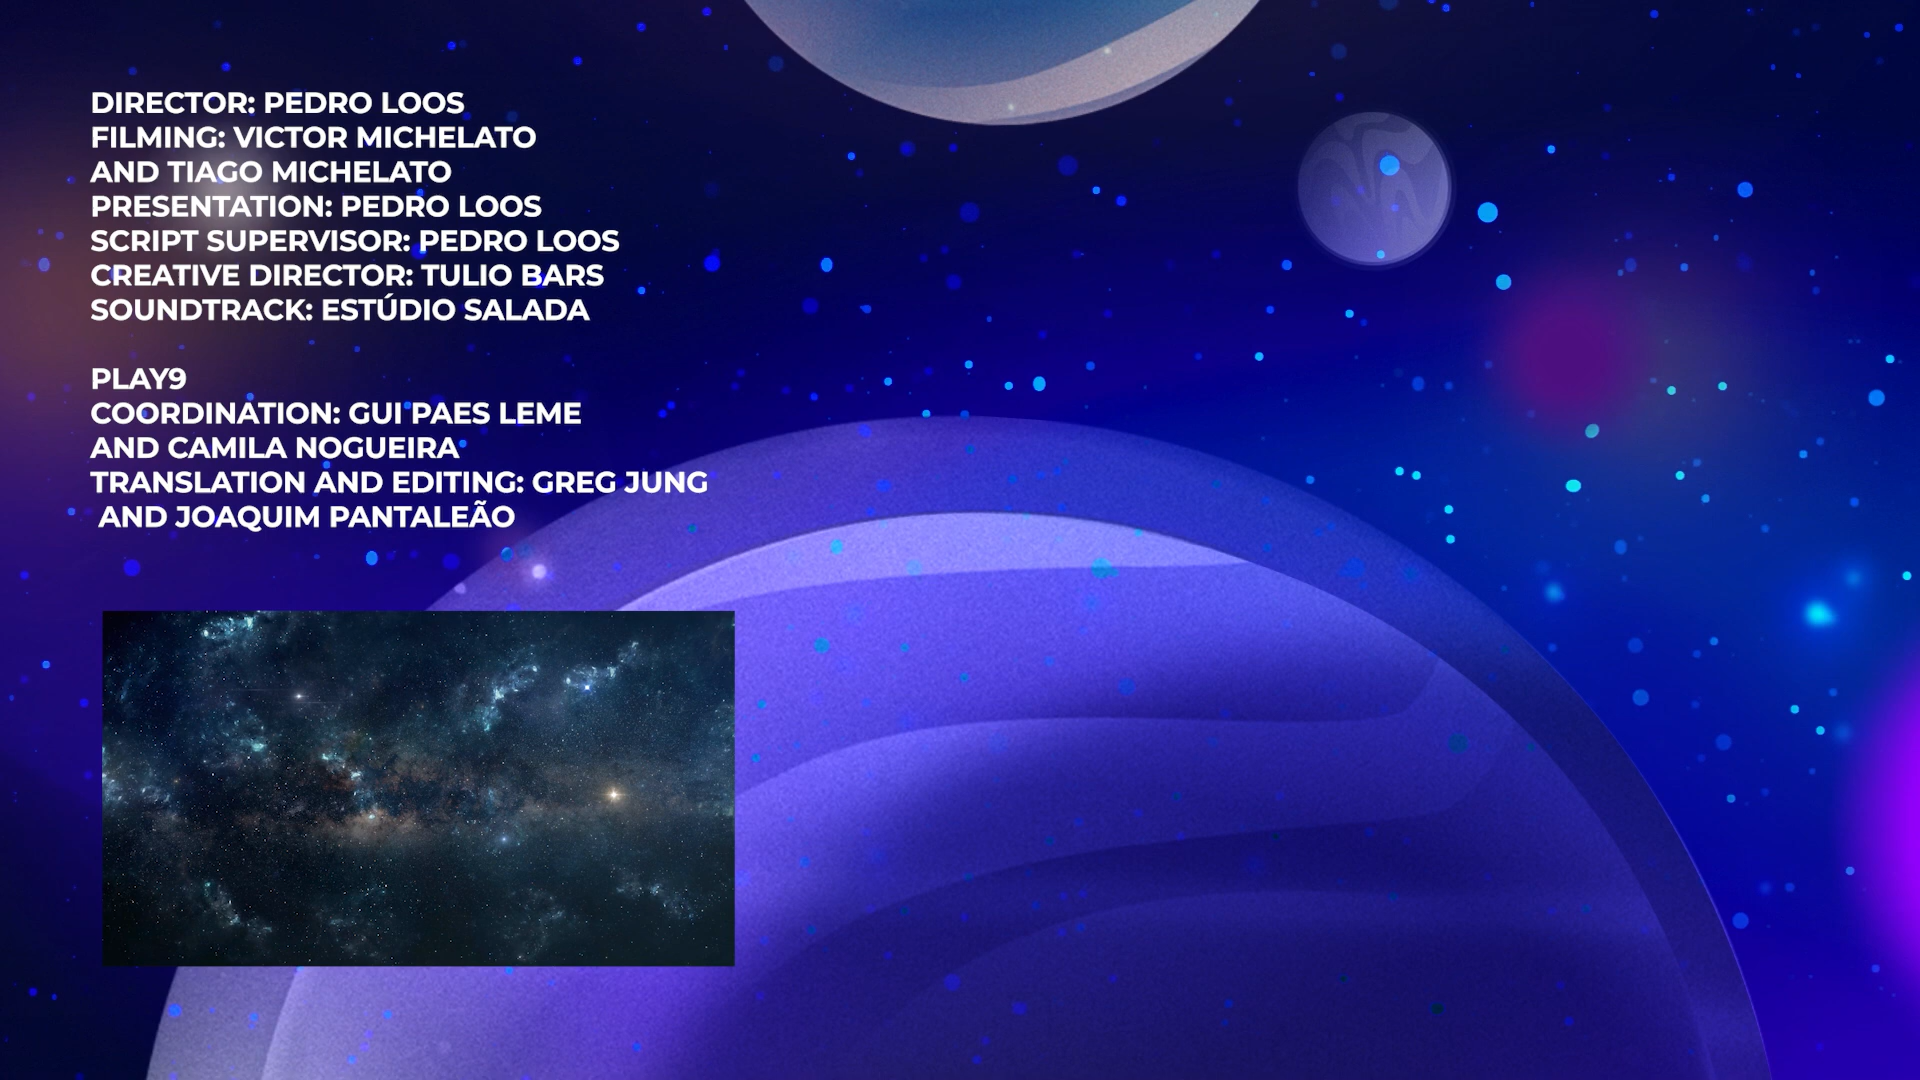 DIRECTOR: PEDRO LOOS
FILMING: VICTOR MICHELATO
AND TIAGO MICHELATO
PRESENTATION: PEDRO LOOS
SCRIPT SUPERVISOR: PEDRO LOOS
CREATIVE DIRECTOR: TULIO BARS
SOUNDTRACK: ESTÚDIO SALADA
PLAY9
COORDINATION: GUI PAES LEME
AND CAMILA NOGUEIRA
TRANSLATION AND EDITING: GREG JUNG
AND JOAQUIM PANTALEÃO